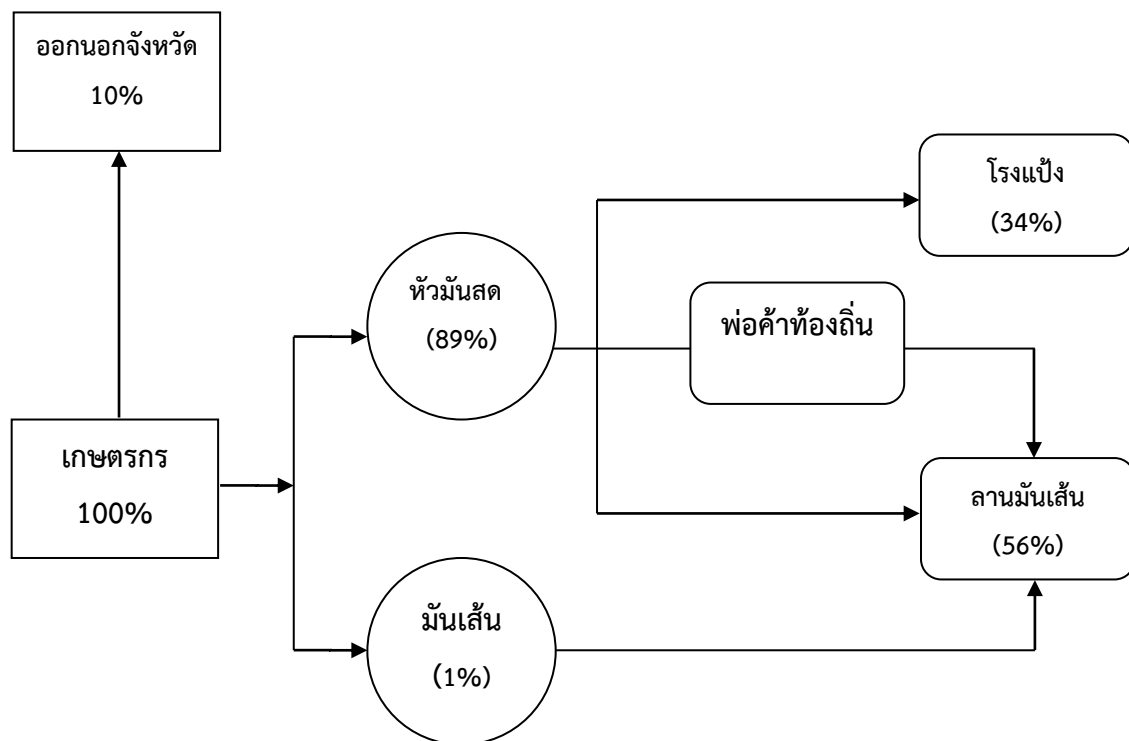 ออกนอกจังหวัด
10%
โรงแป้ง
(34%)
หัวมันสด
(89%)
พ่อค้าท้องถิ่น
เกษตรกร
100%
ลานมันเส้น
(56%)
มันเส้น
(1%)